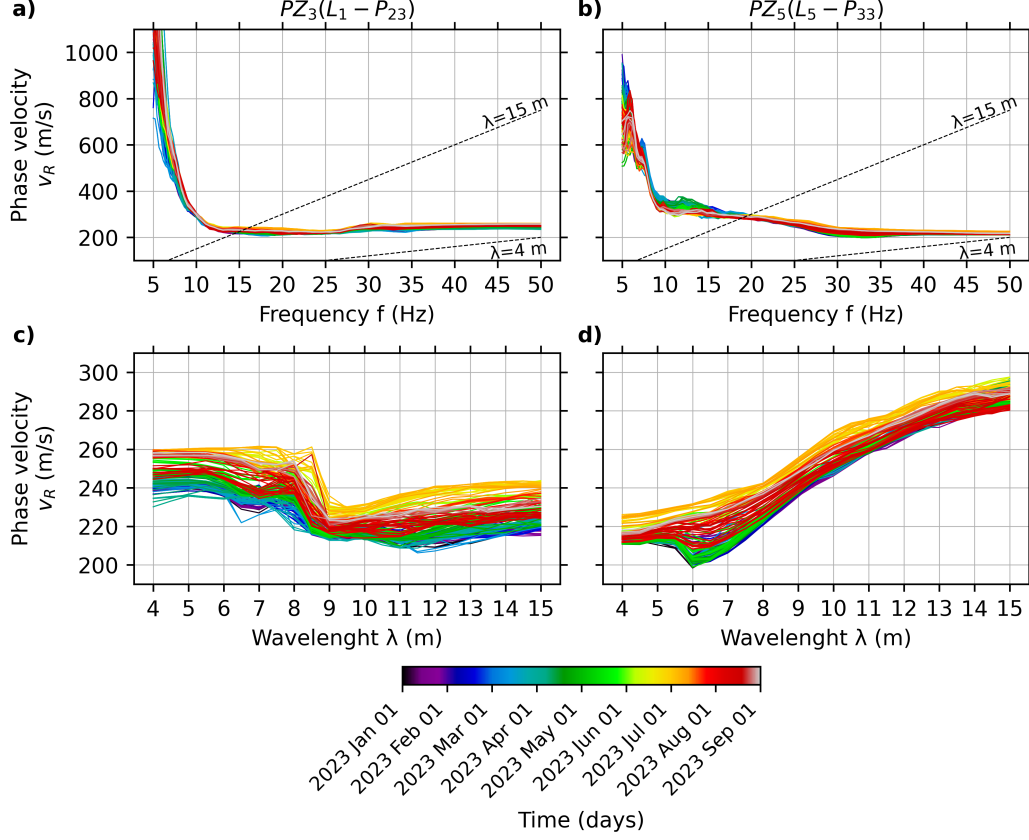 a) PZ₃(L₁ − P₂₃)
b) PZ₅(L₅ − P₃₃)
Phase velocity
v_R (m/s)
1000
800
600
400
200
λ=15 m
λ=4 m
5 10 15 20 25 30 35 40 45 50
Frequency f (Hz)
λ=15 m
λ=4 m
5 10 15 20 25 30 35 40 45 50
Frequency f (Hz)
c)
d)
Phase velocity
v_R (m/s)
300
280
260
240
220
200
4 5 6 7 8 9 10 11 12 13 14 15
Wavelenght λ (m)
4 5 6 7 8 9 10 11 12 13 14 15
Wavelenght λ (m)
2023 Jan 01
2023 Feb 01
2023 Mar 01
2023 Apr 01
2023 May 01
2023 Jun 01
2023 Jul 01
2023 Aug 01
2023 Sep 01
Time (days)